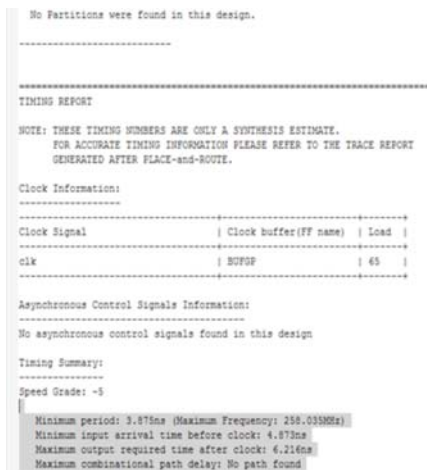 No Partitions were found in this design.
---------------------------
================================================================
TIMING REPORT
NOTE: THESE TIMING NUMBERS ARE ONLY A SYNTHESIS ESTIMATE.
FOR ACCURATE TIMING INFORMATION PLEASE REFER TO THE TRACE REPORT
GENERATED AFTER PLACE-and-ROUTE.
Clock Information:
------------------
-----------------------------------+------------------------+-------+
Clock Signal | Clock buffer(FF name) | Load |
-----------------------------------+------------------------+-------+
clk | BUFGP | 65 |
-----------------------------------+------------------------+-------+
Asynchronous Control Signals Information:
----------------------------------------
No asynchronous control signals found in this design
Timing Summary:
---------------
Speed Grade: -5
Minimum period: 3.875ns (Maximum Frequency: 258.035MHz)
Minimum input arrival time before clock: 4.873ns
Maximum output required time after clock: 6.216ns
Maximum combinational path delay: No path found